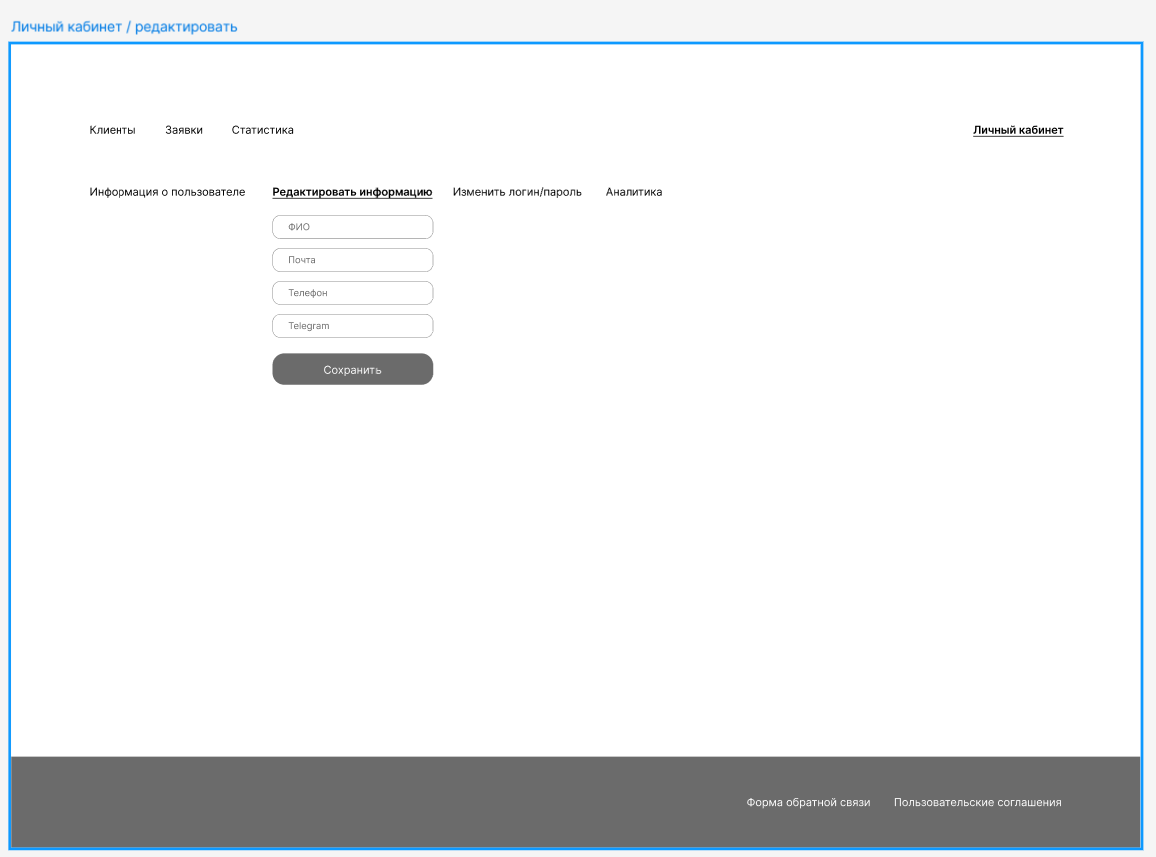 Личный кабинет / редактировать
Клиенты Заявки Статистика Личный кабинет
Информация о пользователе Редактировать информацию Изменить логин/пароль Аналитика
ФИО
Почта
Телефон
Telegram
Сохранить
Форма обратной связи Пользовательские соглашения